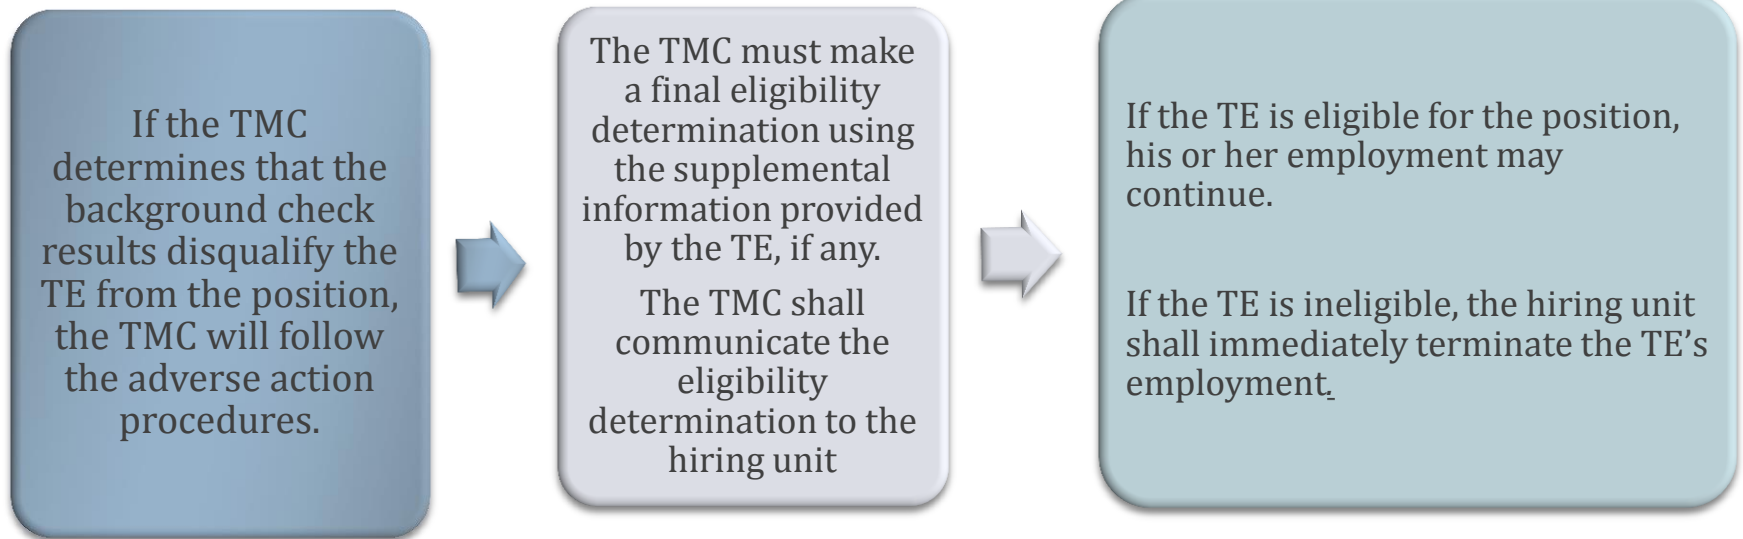 If the TMC
determines that the
background check
results disqualify the
TE from the position,
the TMC will follow
the adverse action
procedures.
The TMC must make
a final eligibility
determination using
the supplemental
information provided
by the TE, if any.
The TMC shall
communicate the
eligibility
determination to the
hiring unit
If the TE is eligible for the position,
his or her employment may
continue.
If the TE is ineligible, the hiring unit
shall immediately terminate the TE’s
employment.